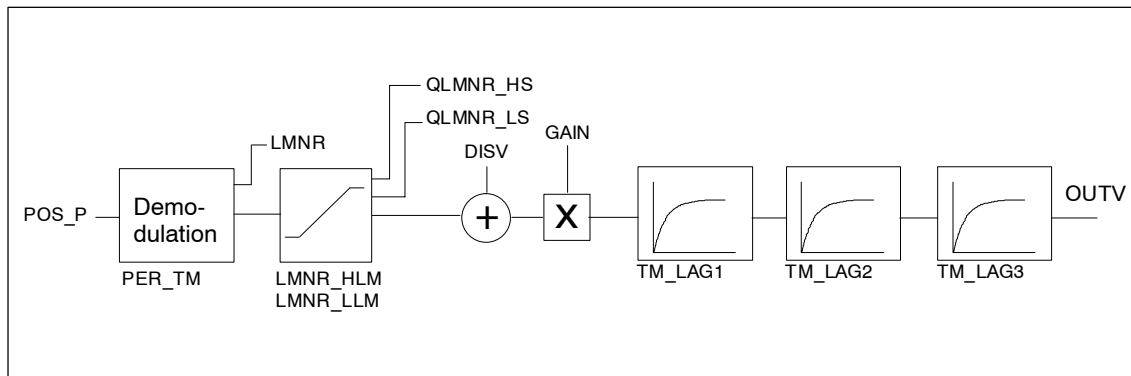 QLMNR_HS
QLMNR_LS
LMNR
DISV
GAIN
POS_P
Demo-
dulation
+
X
OUTV
PER_TM
LMNR_HLM
LMNR_LLM
TM_LAG1
TM_LAG2
TM_LAG3